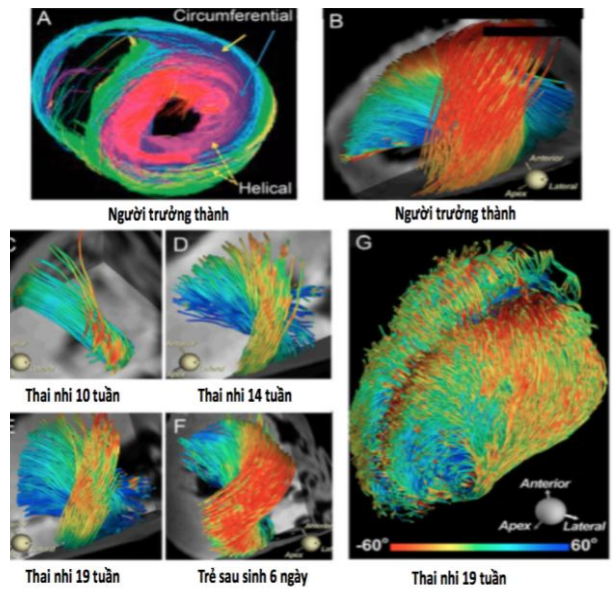 A
Circumferential
Helical
Người trưởng thành
B
Anterior
Apex
Lateral
Người trưởng thành
C
Thai nhi 10 tuần
D
Thai nhi 14 tuần
E
Thai nhi 19 tuần
F
Anterior
Apex
Lateral
Trẻ sau sinh 6 ngày
G
Anterior
Apex
Lateral
-60°
60°
Thai nhi 19 tuần